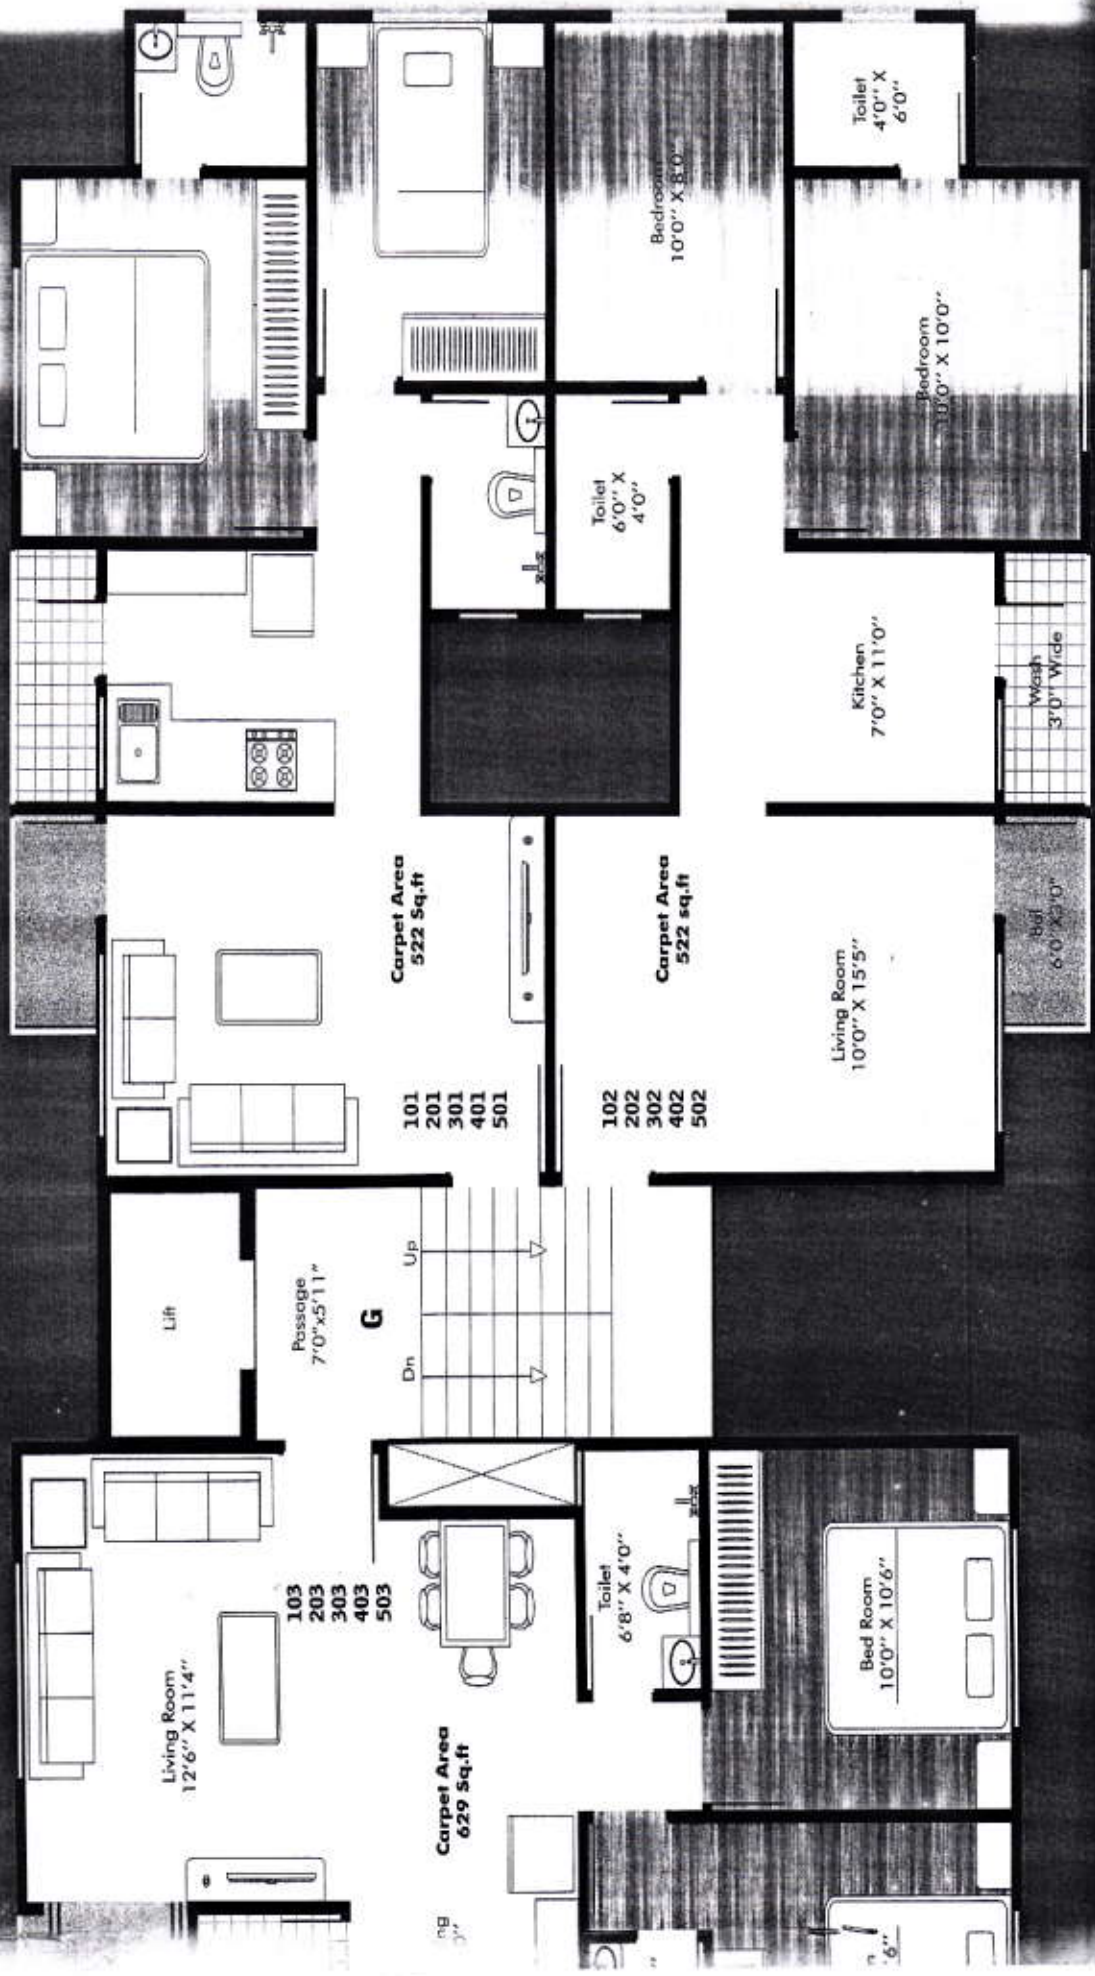 Toilet
4'0" X
6'0"
Bedroom
10'0" X 8'0"
Bedroom
10'0" X 10'0"
Toilet
6'0" X
4'0"
Kitchen
7'0" X 11'0"
Wash
3'0" Wide
Carpet Area
522 Sq.ft
Carpet Area
522 sq.ft
Bal
6'0"X3'0"
Living Room
10'0" X 15'5"
101
201
301
401
501
102
202
302
402
502
Lift
Passage
7'0"x5'11"
G
Up
Dn
103
203
303
403
503
Living Room
12'6" X 11'4"
Toilet
6'8" X 4'0"
Bed Room
10'0" X 10'6"
Carpet Area
629 Sq.ft
ng